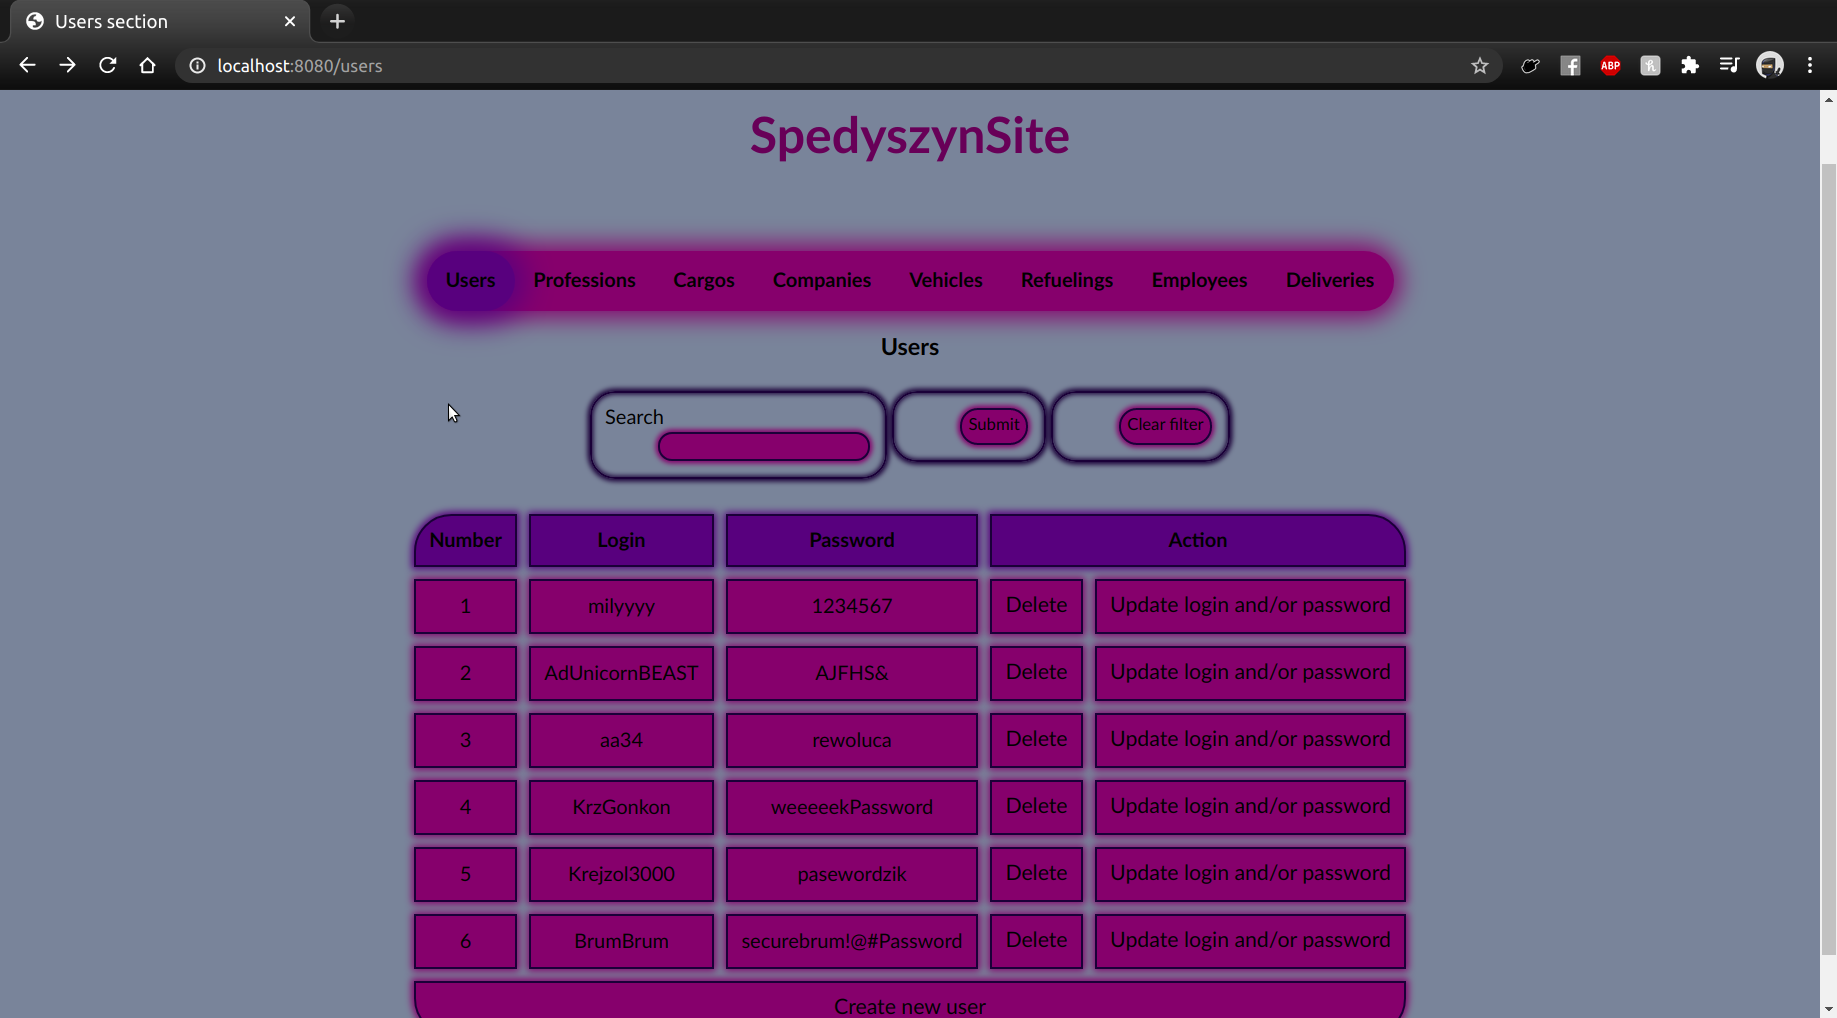 Users section
localhost:8080/users
ABP
SpedyszynSite
Users Professions Cargos Companies Vehicles Refuelings Employees Deliveries
Users
Search
Submit Clear filter
Number Login Password Action
1 milyyyy 1234567 Delete Update login and/or password
2 AdUnicornBEAST AJFHS& Delete Update login and/or password
3 aa34 rewoluca Delete Update login and/or password
4 KrzGonkon weeeeekPassword Delete Update login and/or password
5 Krejzol3000 pasewordzik Delete Update login and/or password
6 BrumBrum securebrum!@#Password Delete Update login and/or password
Create new user